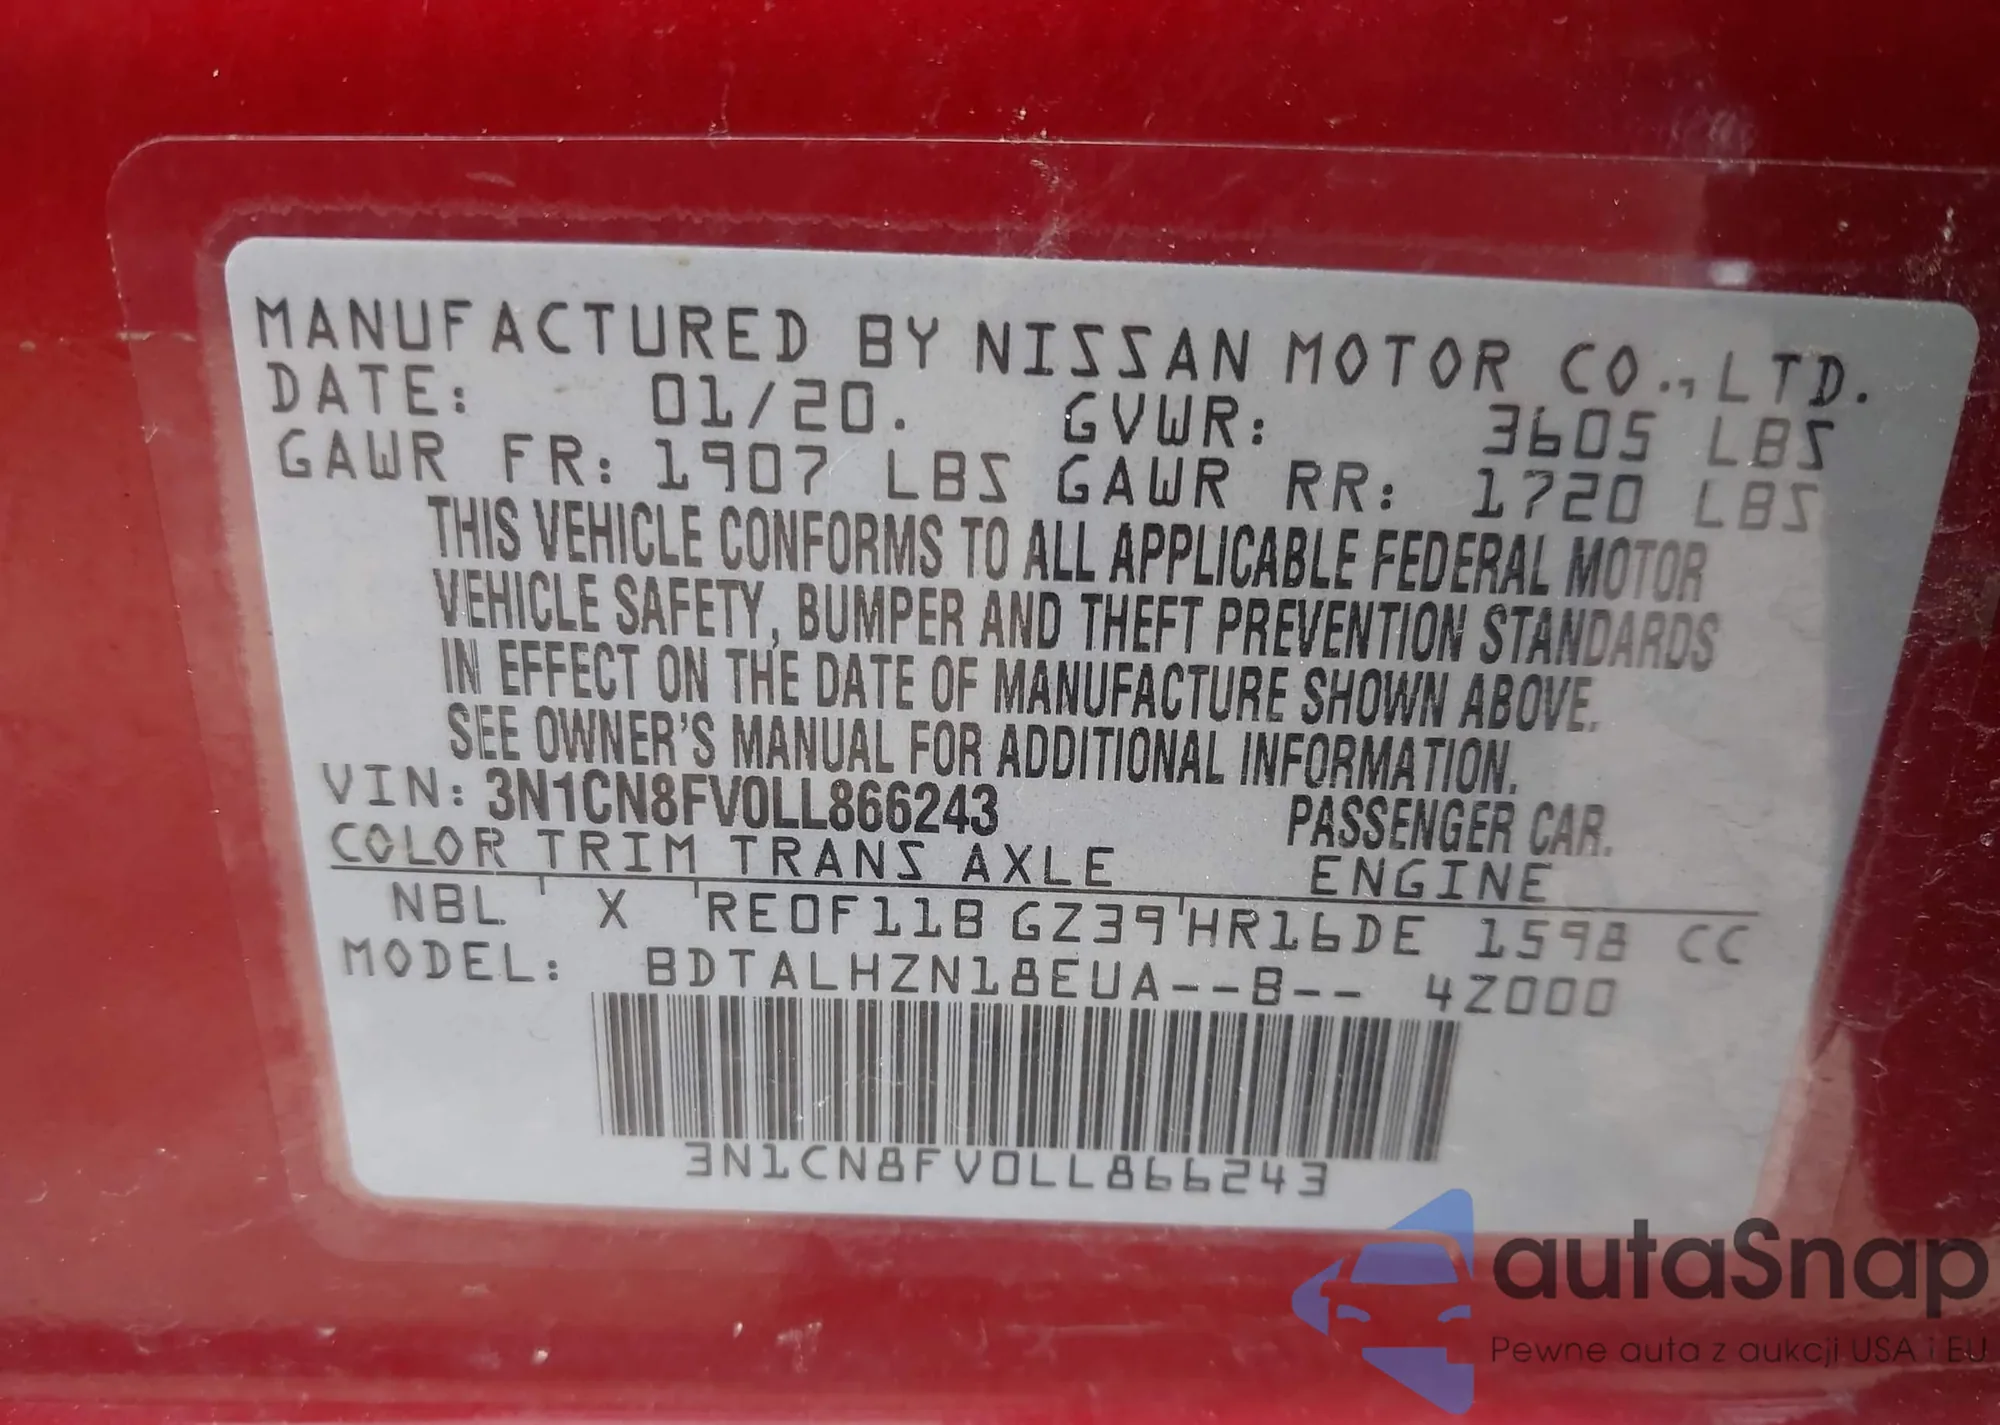 MANUFACTURED BY NISSAN MOTOR CO., LTD.
DATE: 01/20. GVWR: 3605 LBS
GAWR FR: 1907 LBS GAWR RR: 1720 LBS
THIS VEHICLE CONFORMS TO ALL APPLICABLE FEDERAL MOTOR
VEHICLE SAFETY, BUMPER AND THEFT PREVENTION STANDARDS
IN EFFECT ON THE DATE OF MANUFACTURE SHOWN ABOVE.
SEE OWNER'S MANUAL FOR ADDITIONAL INFORMATION.
VIN: 3N1CN8FV0LL866243 PASSENGER CAR.
COLOR TRIM TRANS AXLE ENGINE
NBL X RE0F11B GZ39 HR16DE 1598 CC
MODEL: BDTALHZN18EUA--B-- 4Z000
3N1CN8FV0LL866243
autaSnap
Pewne auta z aukcji USA i EU